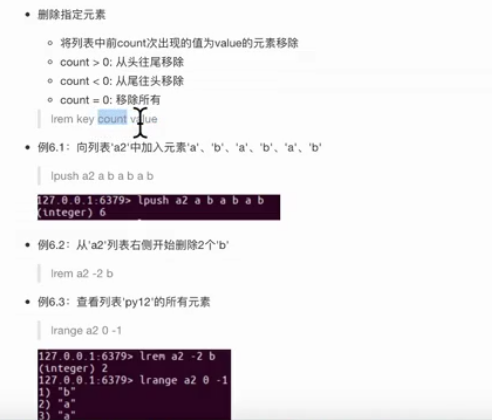 删除指定元素
将列表中前count次出现的值为value的元素移除
count > 0: 从头往尾移除
count < 0: 从尾往头移除
count = 0: 移除所有
lrem key count value
例6.1：向列表'a2'中加入元素'a'、'b'、'a'、'b'、'a'、'b'
lpush a2 a b a b a b
127.0.0.1:6379> lpush a2 a b a b a b
(integer) 6
例6.2：从'a2'列表右侧开始删除2个'b'
lrem a2 -2 b
例6.3：查看列表'py12'的所有元素
lrange a2 0 -1
127.0.0.1:6379> lrem a2 -2 b
(integer) 2
127.0.0.1:6379> lrange a2 0 -1
1) "b"
2) "a"
3) "a"